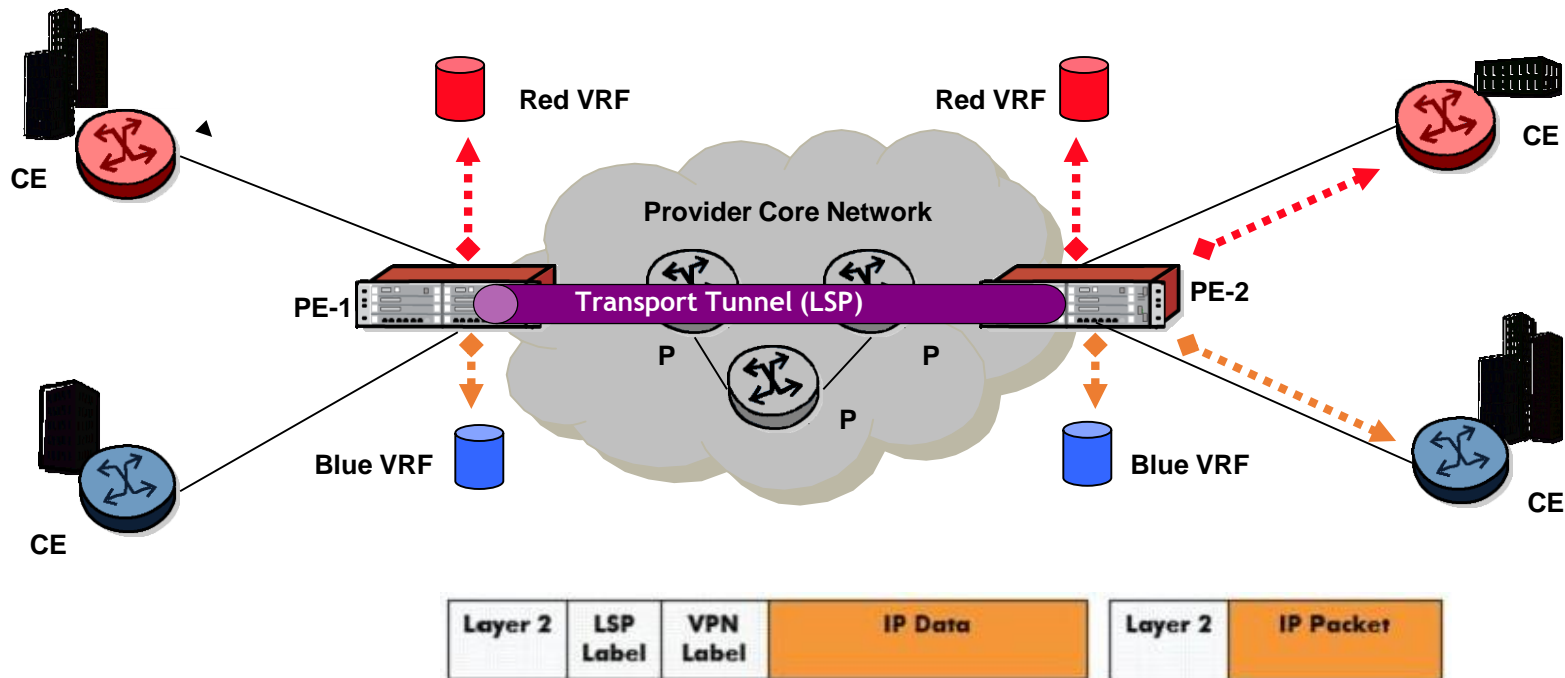 Red VRF
Red VRF
CE
CE
Provider Core Network
PE-1
Transport Tunnel (LSP)
PE-2
P
P
P
Blue VRF
Blue VRF
CE
CE
Layer 2
LSP
Label
VPN
Label
IP Data
Layer 2
IP Packet